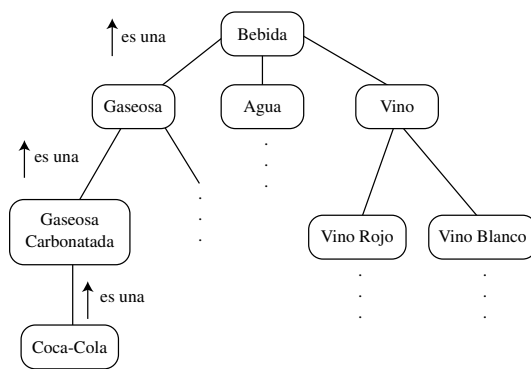 es una
Bebida
Gaseosa
Agua
Vino
es una
Gaseosa
Carbonatada
Vino Rojo
Vino Blanco
es una
Coca-Cola